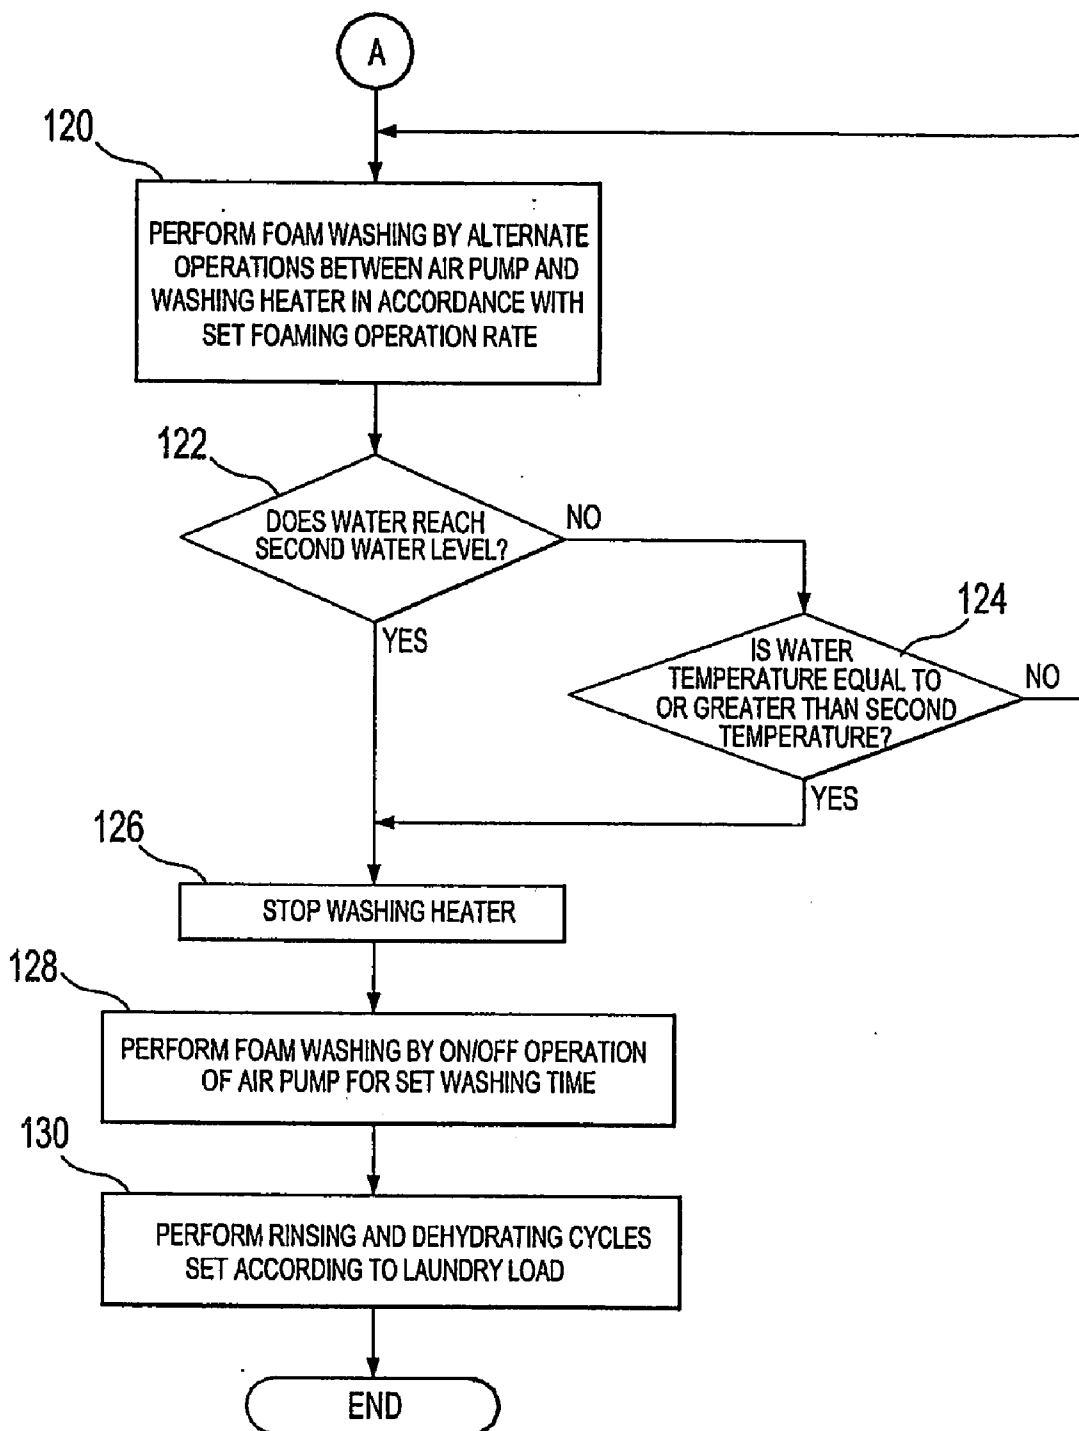 A
120
PERFORM FOAM WASHING BY ALTERNATE
OPERATIONS BETWEEN AIR PUMP AND
WASHING HEATER IN ACCORDANCE WITH
SET FOAMING OPERATION RATE
122
DOES WATER REACH
SECOND WATER LEVEL?
NO
YES
124
IS WATER
TEMPERATURE EQUAL TO
OR GREATER THAN SECOND
TEMPERATURE?
NO
YES
126
STOP WASHING HEATER
128
PERFORM FOAM WASHING BY ON/OFF OPERATION
OF AIR PUMP FOR SET WASHING TIME
130
PERFORM RINSING AND DEHYDRATING CYCLES
SET ACCORDING TO LAUNDRY LOAD
END